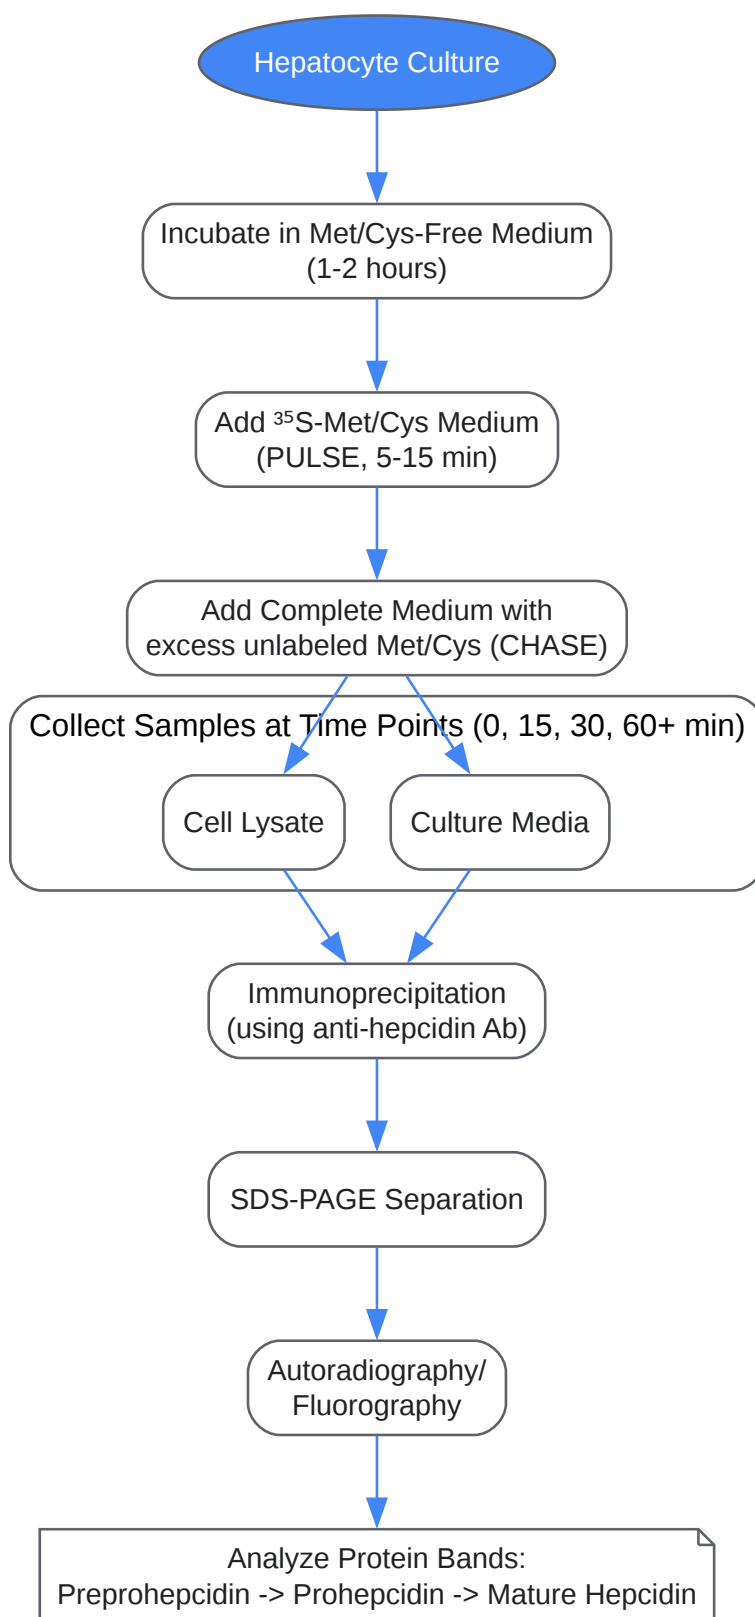 Hepatocyte Culture
Incubate in Met/Cys-Free Medium
(1-2 hours)
Add ³⁵S-Met/Cys Medium
(PULSE, 5-15 min)
Add Complete Medium with
excess unlabeled Met/Cys (CHASE)
Collect Samples at Time Points (0, 15, 30, 60+ min)
Cell Lysate
Culture Media
Immunoprecipitation
(using anti-hepcidin Ab)
SDS-PAGE Separation
Autoradiography/
Fluorography
Analyze Protein Bands:
Preprohepcidin -> Prohepcidin -> Mature Hepcidin